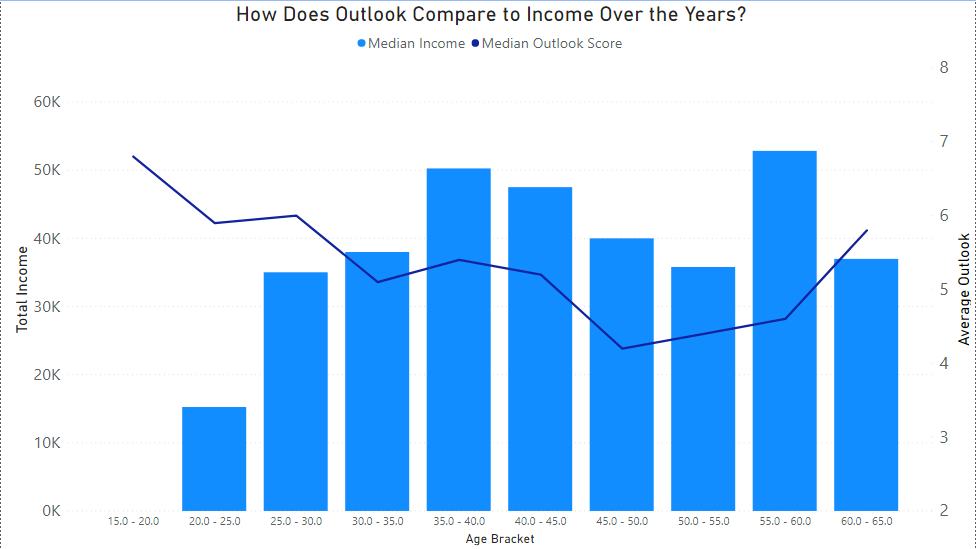 How Does Outlook Compare to Income Over the Years?
Median Income Median Outlook Score
8
60K
7
50K
6
40K
5
30K
4
20K
3
10K
2
0K
Total Income
Average Outlook
15.0 - 20.0 20.0 - 25.0 25.0 - 30.0 30.0 - 35.0 35.0 - 40.0 40.0 - 45.0 45.0 - 50.0 50.0 - 55.0 55.0 - 60.0 60.0 - 65.0
Age Bracket